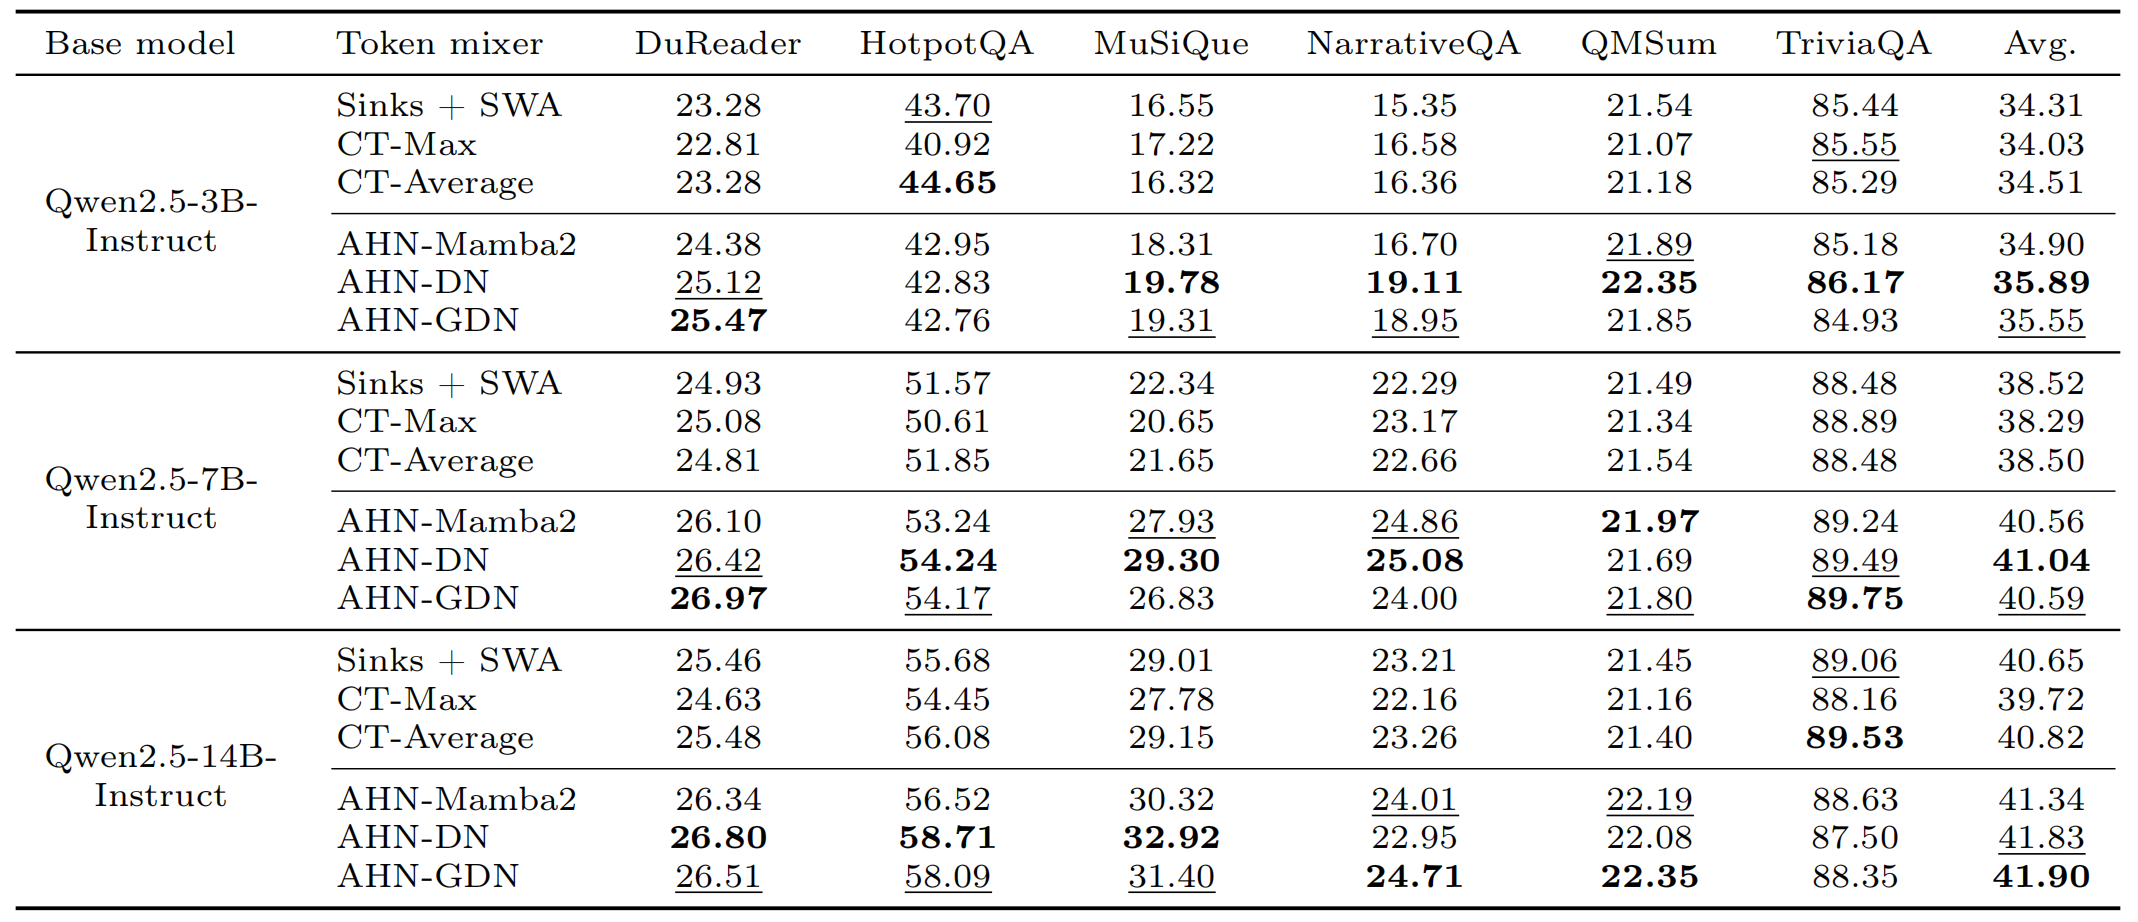 Base model Token mixer DuReader HotpotQA MuSiQue NarrativeQA QMSum TriviaQA Avg.
Qwen2.5-3B-
Instruct
Sinks + SWA 23.28 43.70 16.55 15.35 21.54 85.44 34.31
CT-Max 22.81 40.92 17.22 16.58 21.07 85.55 34.03
CT-Average 23.28 44.65 16.32 16.36 21.18 85.29 34.51
AHN-Mamba2 24.38 42.95 18.31 16.70 21.89 85.18 34.90
AHN-DN 25.12 42.83 19.78 19.11 22.35 86.17 35.89
AHN-GDN 25.47 42.76 19.31 18.95 21.85 84.93 35.55
Qwen2.5-7B-
Instruct
Sinks + SWA 24.93 51.57 22.34 22.29 21.49 88.48 38.52
CT-Max 25.08 50.61 20.65 23.17 21.34 88.89 38.29
CT-Average 24.81 51.85 21.65 22.66 21.54 88.48 38.50
AHN-Mamba2 26.10 53.24 27.93 24.86 21.97 89.24 40.56
AHN-DN 26.42 54.24 29.30 25.08 21.69 89.49 41.04
AHN-GDN 26.97 54.17 26.83 24.00 21.80 89.75 40.59
Qwen2.5-14B-
Instruct
Sinks + SWA 25.46 55.68 29.01 23.21 21.45 89.06 40.65
CT-Max 24.63 54.45 27.78 22.16 21.16 88.16 39.72
CT-Average 25.48 56.08 29.15 23.26 21.40 89.53 40.82
AHN-Mamba2 26.34 56.52 30.32 24.01 22.19 88.63 41.34
AHN-DN 26.80 58.71 32.92 22.95 22.08 87.50 41.83
AHN-GDN 26.51 58.09 31.40 24.71 22.35 88.35 41.90